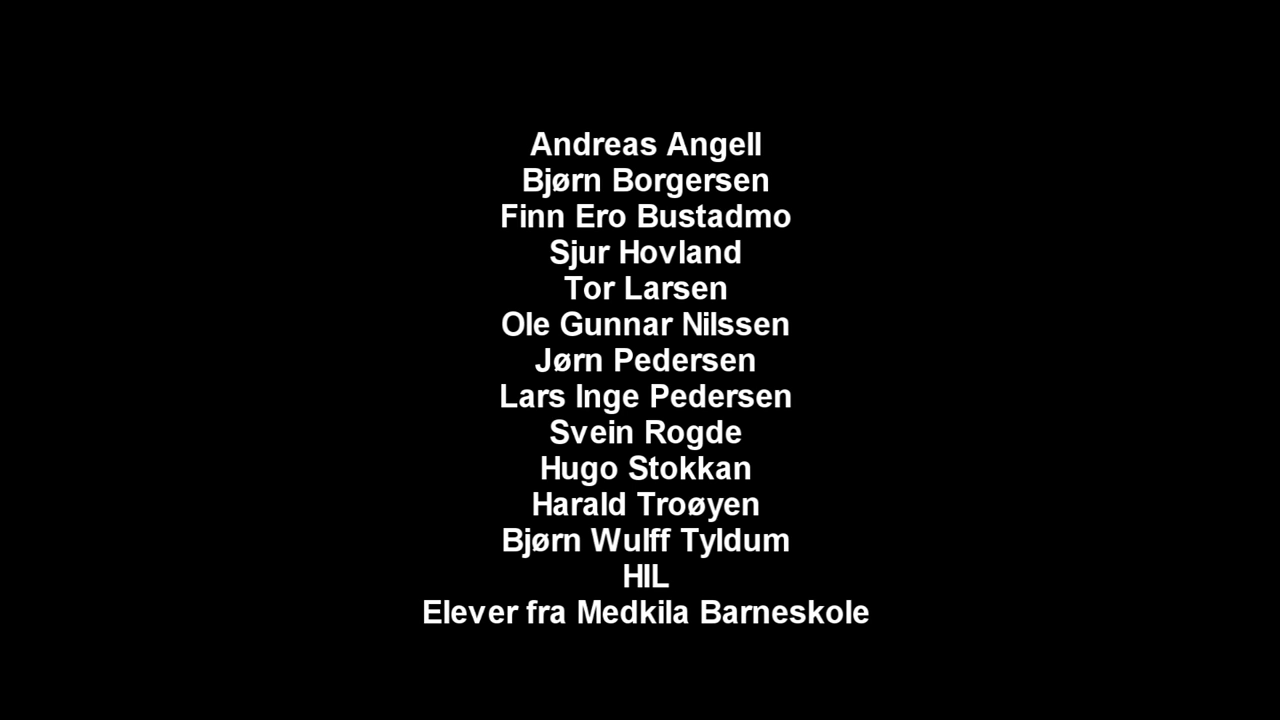 Andreas Angell
Bjørn Borgersen
Finn Ero Bustadmo
Sjur Hovland
Tor Larsen
Ole Gunnar Nilssen
Jørn Pedersen
Lars Inge Pedersen
Svein Rogde
Hugo Stokkan
Harald Troøyen
Bjørn Wulff Tyldum
HIL
Elever fra Medkila Barneskole